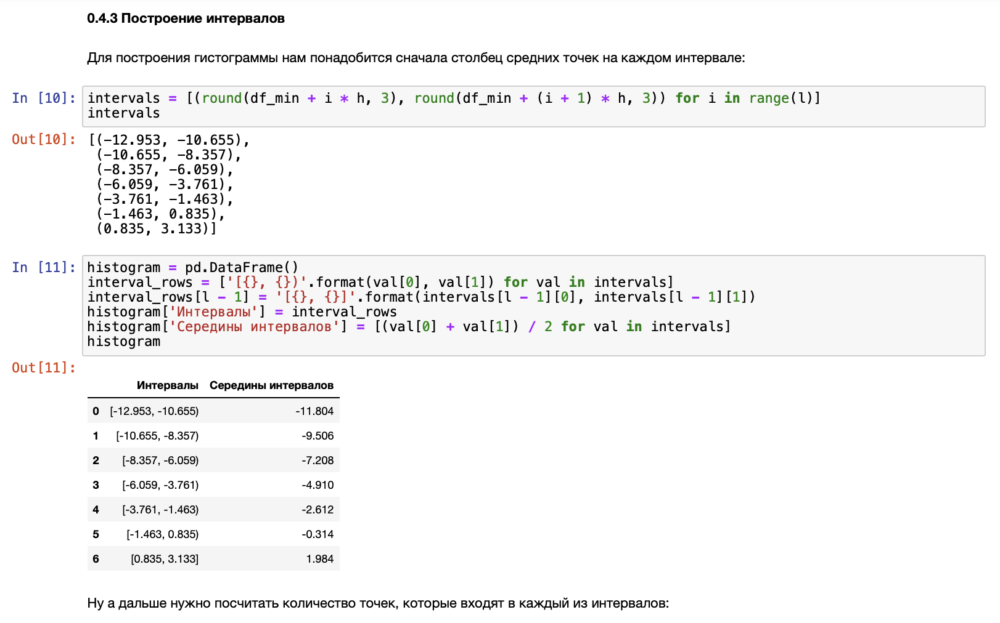 0.4.3 Построение интервалов
Для построения гистограммы нам понадобится сначала столбец средних точек на каждом интервале:
In [10]: intervals = [(round(df_min + i * h, 3), round(df_min + (i + 1) * h, 3)) for i in range(l)]
intervals
Out[10]: [(-12.953, -10.655),
(-10.655, -8.357),
(-8.357, -6.059),
(-6.059, -3.761),
(-3.761, -1.463),
(-1.463, 0.835),
(0.835, 3.133)]
In [11]: histogram = pd.DataFrame()
interval_rows = ['[{}, {})'.format(val[0], val[1]) for val in intervals]
interval_rows[l - 1] = '[{}, {}]'.format(intervals[l - 1][0], intervals[l - 1][1])
histogram['Интервалы'] = interval_rows
histogram['Середины интервалов'] = [(val[0] + val[1]) / 2 for val in intervals]
histogram
Out[11]:
Интервалы Середины интервалов
0 [-12.953, -10.655) -11.804
1 [-10.655, -8.357) -9.506
2 [-8.357, -6.059) -7.208
3 [-6.059, -3.761) -4.910
4 [-3.761, -1.463) -2.612
5 [-1.463, 0.835) -0.314
6 [0.835, 3.133] 1.984
Ну а дальше нужно посчитать количество точек, которые входят в каждый из интервалов: